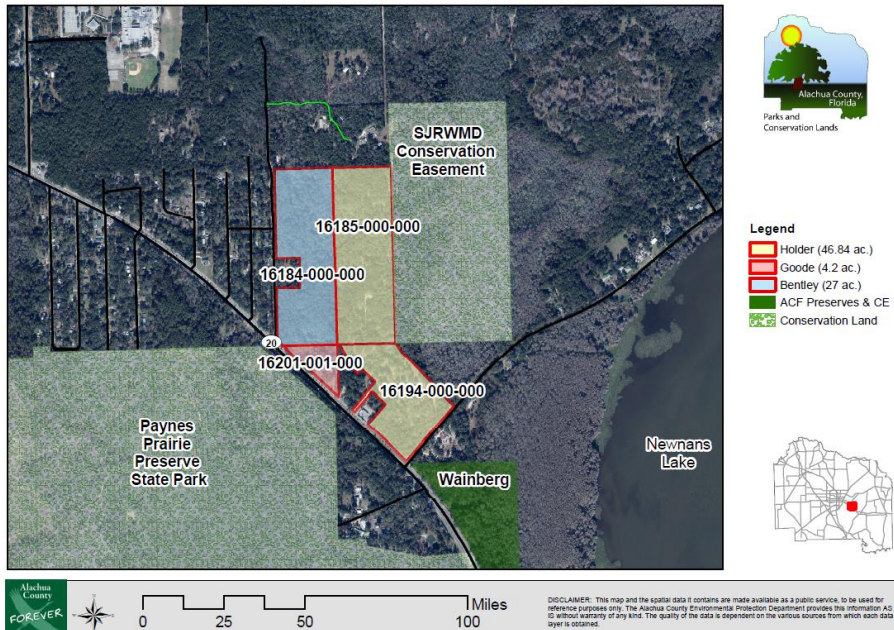 SJRWMD
Conservation
Easement
16185-000-000
16184-000-000
20
16201-001-000
16194-000-000
Paynes
Prairie
Preserve
State Park
Wainberg
Newnans
Lake
Alachua County,
Florida
Parks and
Conservation Lands
Legend
Holder (46.84 ac.)
Goode (4.2 ac.)
Bentley (27 ac.)
ACF Preserves & CE
Conservation Land
Alachua
County
FOREVER
0 25 50 100 Miles
DISCLAIMER: This map and the spatial data it contains are made available as a public service, to be used for
reference purposes only. The Alachua County Environmental Protection Department provides this information AS
IS without warranty of any kind. The quality of the data is dependent on the various sources from which each data
layer is obtained.